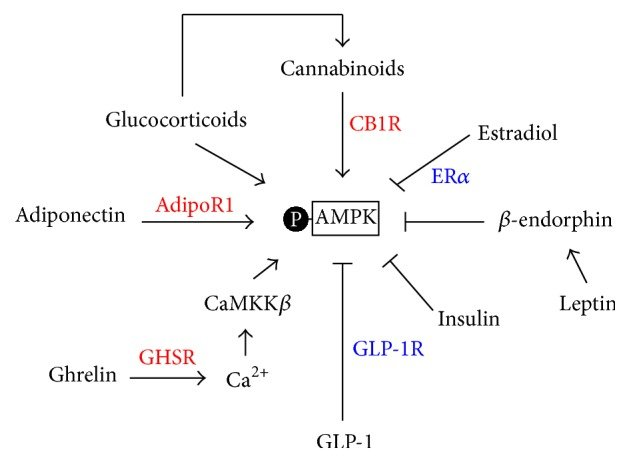 Cannabinoids
Glucocorticoids
CB1R
Estradiol
ERα
Adiponectin
AdipoR1
P
AMPK
β-endorphin
CaMKKβ
Leptin
Insulin
GHSR
GLP-1R
Ghrelin
Ca²⁺
GLP-1